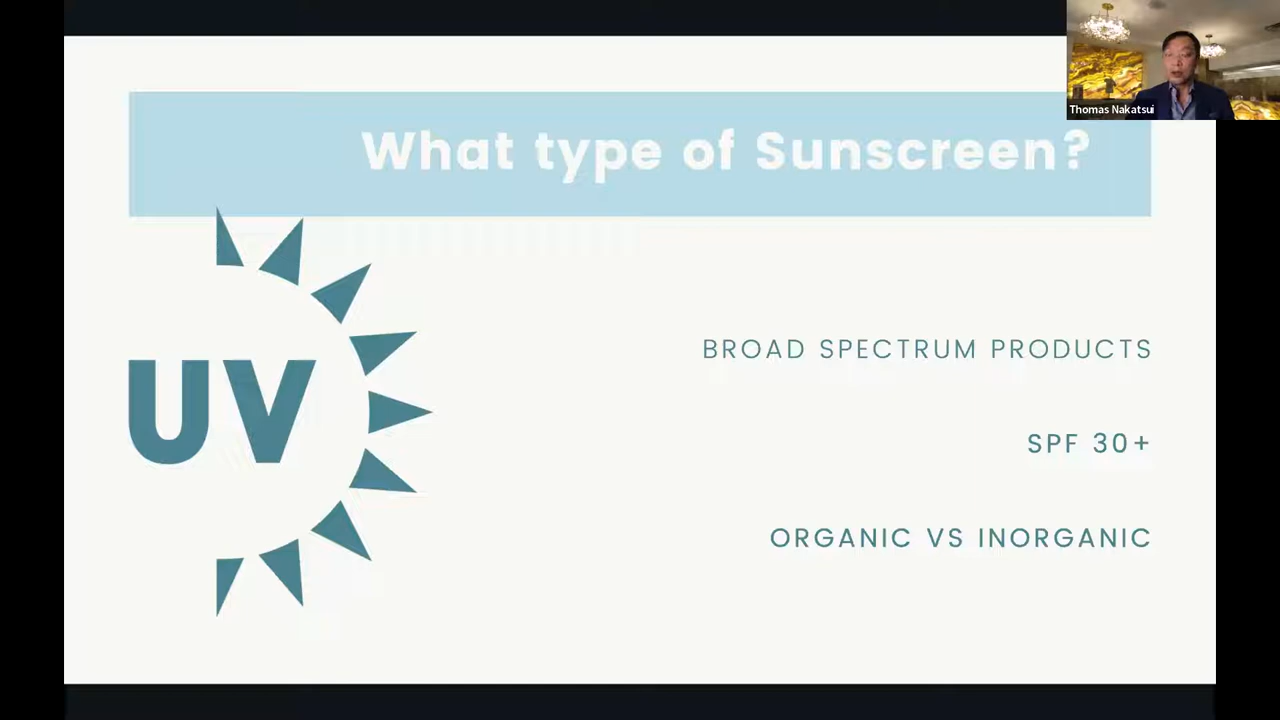 What type of Sunscreen?
Thomas Nakatsui
UV
BROAD SPECTRUM PRODUCTS
SPF 30+
ORGANIC VS INORGANIC